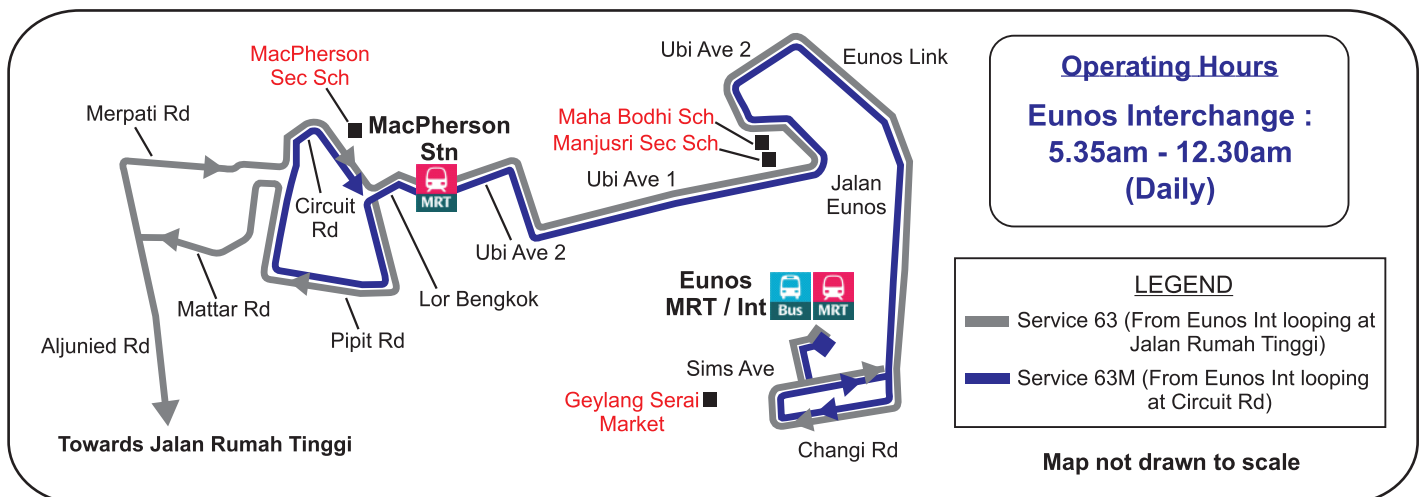 MacPherson
Sec Sch
Merpati Rd
MacPherson
Stn
MRT
Circuit
Rd
Ubi Ave 2
Lor Bengkok
Mattar Rd
Pipit Rd
Aljunied Rd
Towards Jalan Rumah Tinggi
Ubi Ave 2
Eunos Link
Maha Bodhi Sch
Manjusri Sec Sch
Ubi Ave 1
Jalan
Eunos
Eunos
MRT / Int
Bus
MRT
Sims Ave
Geylang Serai
Market
Changi Rd
Operating Hours
Eunos Interchange :
5.35am - 12.30am
(Daily)
LEGEND
Service 63 (From Eunos Int looping at
Jalan Rumah Tinggi)
Service 63M (From Eunos Int looping
at Circuit Rd)
Map not drawn to scale